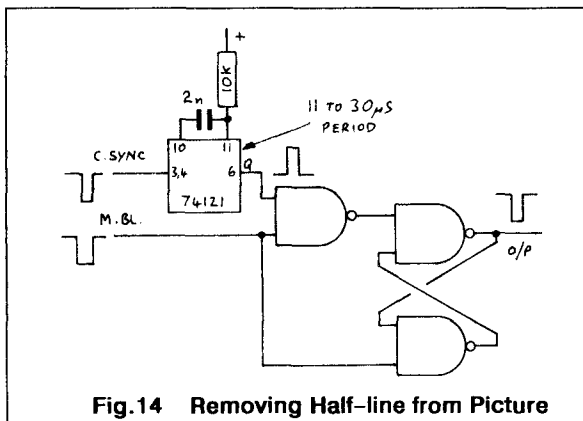 +
10K
2n
11 TO 30µS
PERIOD
10 11
C.SYNC
3,4 6 Q
74121
M.BL.
O/P
Fig.14 Removing Half-line from Picture